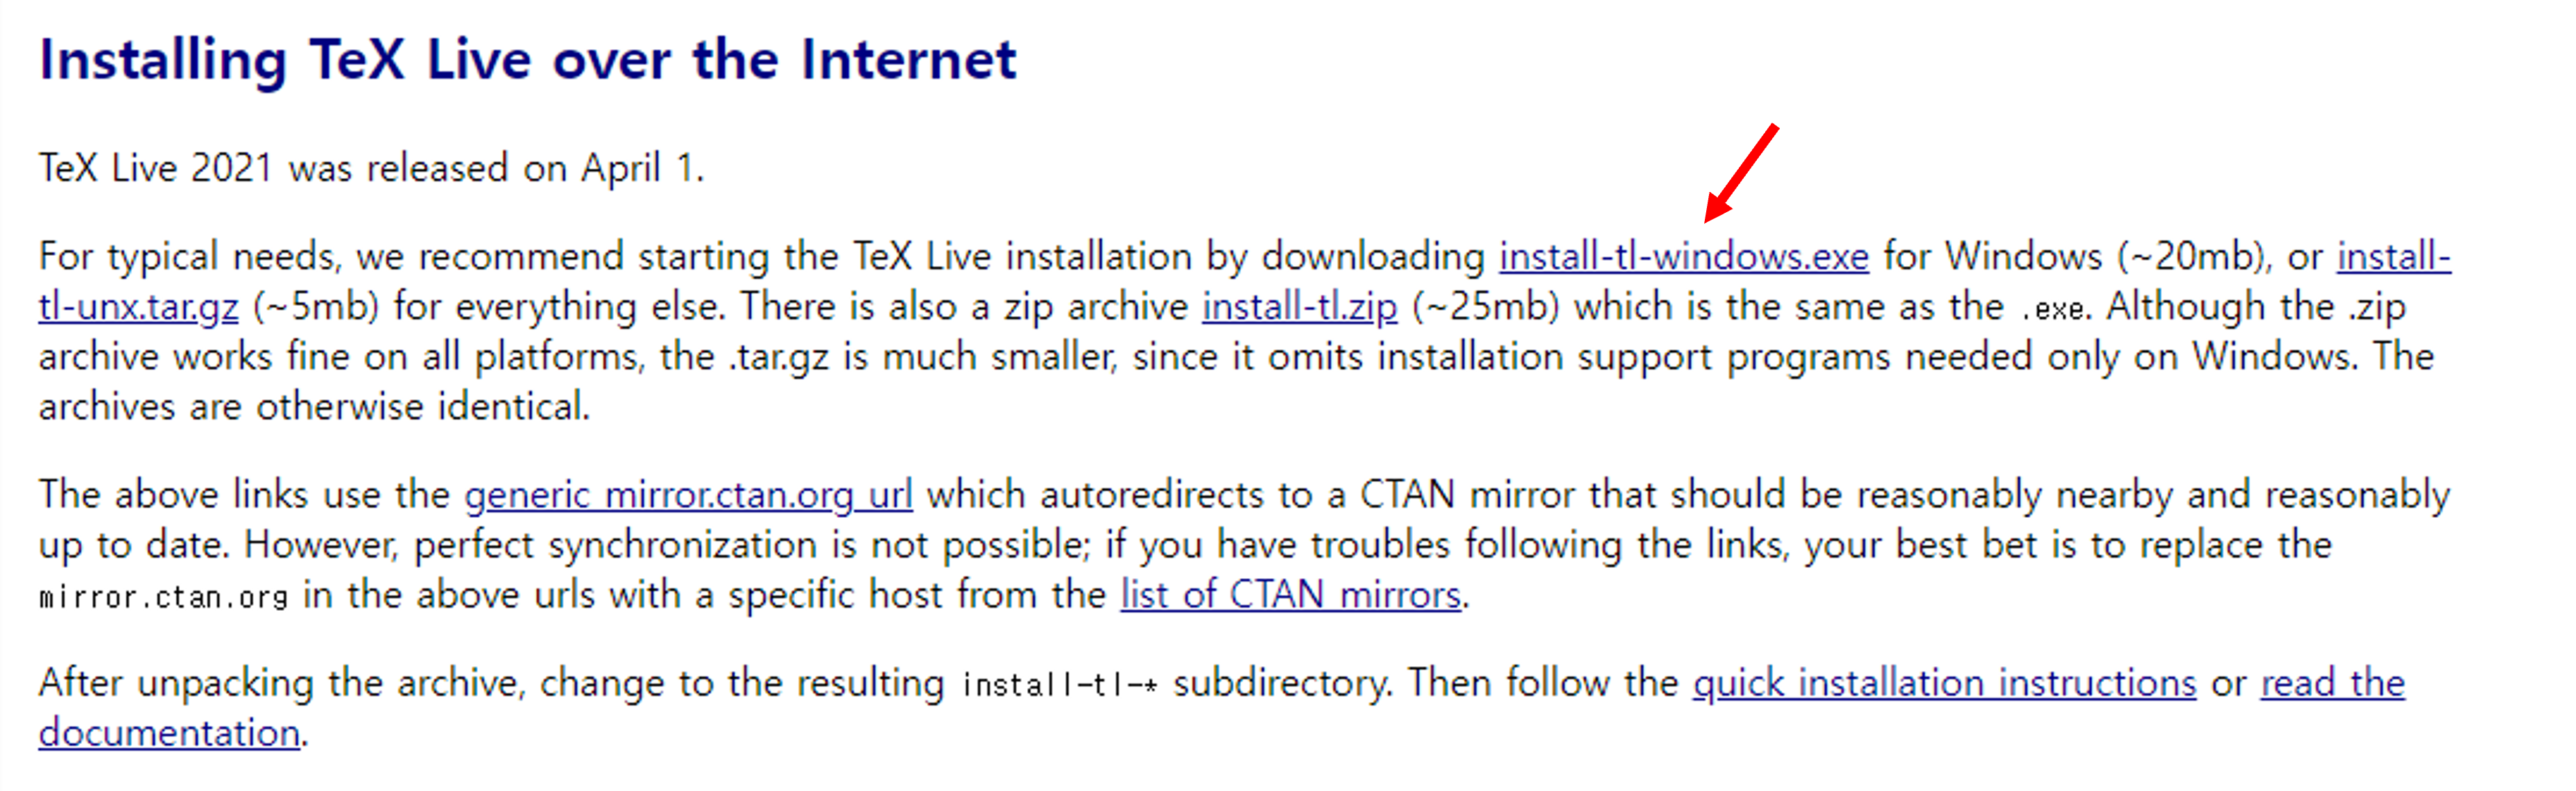 Installing TeX Live over the Internet
TeX Live 2021 was released on April 1.
For typical needs, we recommend starting the TeX Live installation by downloading install-tl-windows.exe for Windows (~20mb), or install-
tl-unx.tar.gz (~5mb) for everything else. There is also a zip archive install-tl.zip (~25mb) which is the same as the .exe. Although the .zip
archive works fine on all platforms, the .tar.gz is much smaller, since it omits installation support programs needed only on Windows. The
archives are otherwise identical.
The above links use the generic mirror.ctan.org url which autoredirects to a CTAN mirror that should be reasonably nearby and reasonably
up to date. However, perfect synchronization is not possible; if you have troubles following the links, your best bet is to replace the
mirror.ctan.org in the above urls with a specific host from the list of CTAN mirrors.
After unpacking the archive, change to the resulting install-tl-* subdirectory. Then follow the quick installation instructions or read the
documentation.